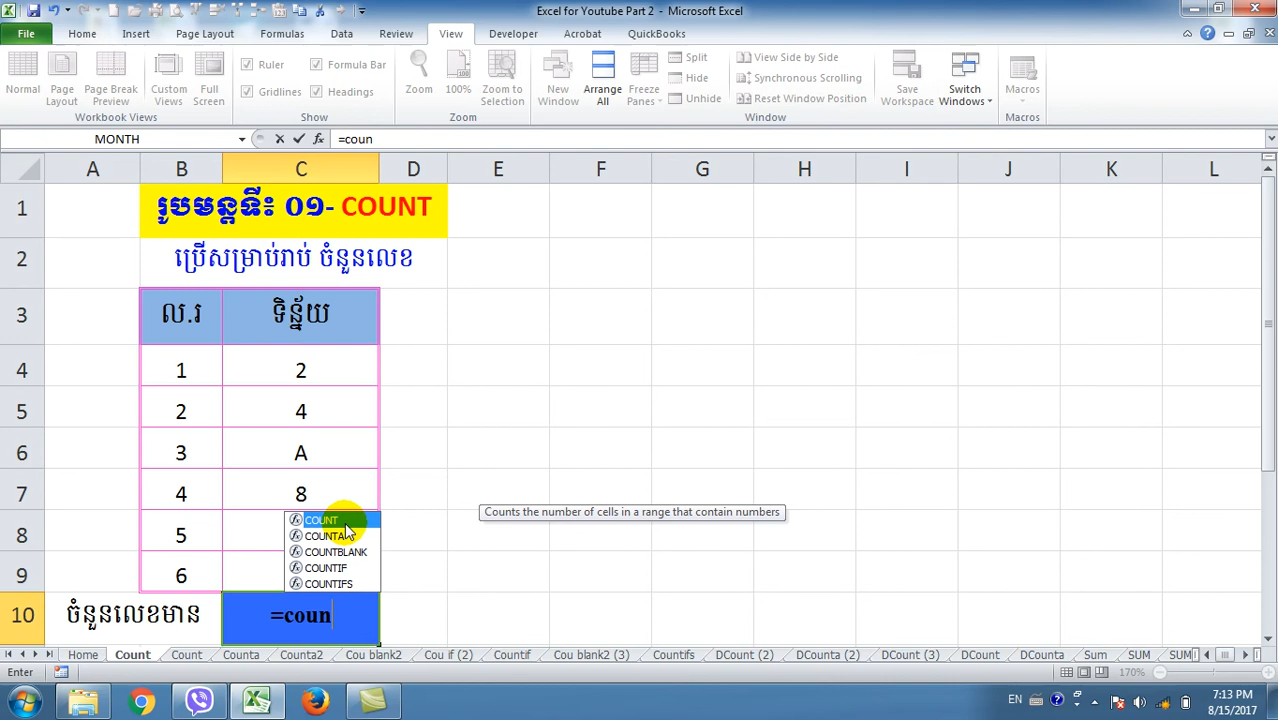 Excel for Youtube Part 2 - Microsoft Excel
File Home Insert Page Layout Formulas Data Review View Developer Acrobat QuickBooks
Normal
Page Layout
Page Break Preview
Custom Views
Full Screen
Workbook Views
Ruler
Formula Bar
Gridlines
Headings
Show
Zoom
100%
Zoom to Selection
Zoom
New Window
Arrange All
Freeze Panes
Split
Hide
Unhide
View Side by Side
Synchronous Scrolling
Reset Window Position
Window
Save Workspace
Switch Windows
Macros
Macros
MONTH =coun
A B C D E F G H I J K L
1 រូបមន្តទី៖ ០១- COUNT
2 ប្រើសម្រាប់រាប់ ចំនួនលេខ
3 ល.រ ទិន្ន័យ
4 1 2
5 2 4
6 3 A
7 4 8
8 5
9 6
10 ចំនួនលេខមាន =coun
COUNT
COUNTA
COUNTBLANK
COUNTIF
COUNTIFS
Counts the number of cells in a range that contain numbers
Home Count Count Counta Counta2 Cou blank2 Cou if (2) Countif Cou blank2 (3) Countifs DCount (2) DCounta (2) DCount (3) DCount DCounta Sum SUM SUM
Enter 170%
EN 7:13 PM
8/15/2017